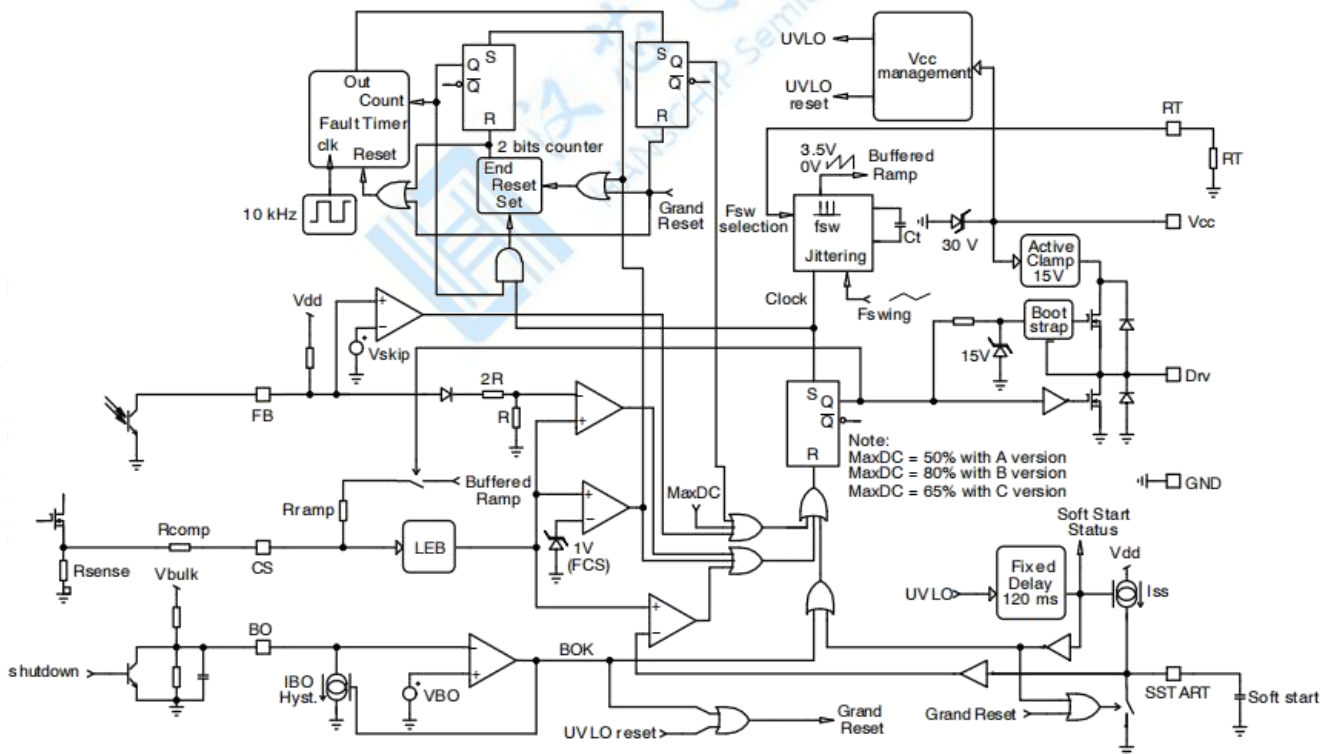 UVLO
UVLO
reset
Vcc
management
S
Q
Q
R
S
Q
Q
R
Out
Count
Fault Timer
clk
Reset
2 bits counter
End
Reset
Set
10 kHz
Grand
Reset
RT
RT
3.5V
0V
Buffered
Ramp
Fsw
selection
fsw
Jittering
Ct
30 V
Vcc
Active
Clamp
15V
Clock
Fswing
Vdd
+
−
Vskip
+
Boot
strap
15V
Drv
FB
2R
R
−
+
S
Q
Q
R
Note:
MaxDC = 50% with A version
MaxDC = 80% with B version
MaxDC = 65% with C version
GND
Buffered
Ramp
Rramp
MaxDC
+
−
1V
(FCS)
Rcomp
CS
LEB
Rsense
Soft Start
Status
Vdd
Fixed
Delay
120 ms
UVLO
Iss
Vbulk
BO
shutdown
IBO
Hyst.
−
+
+
VBO
BOK
+
−
SSTART
Soft start
Grand Reset
UVLO reset
Grand
Reset